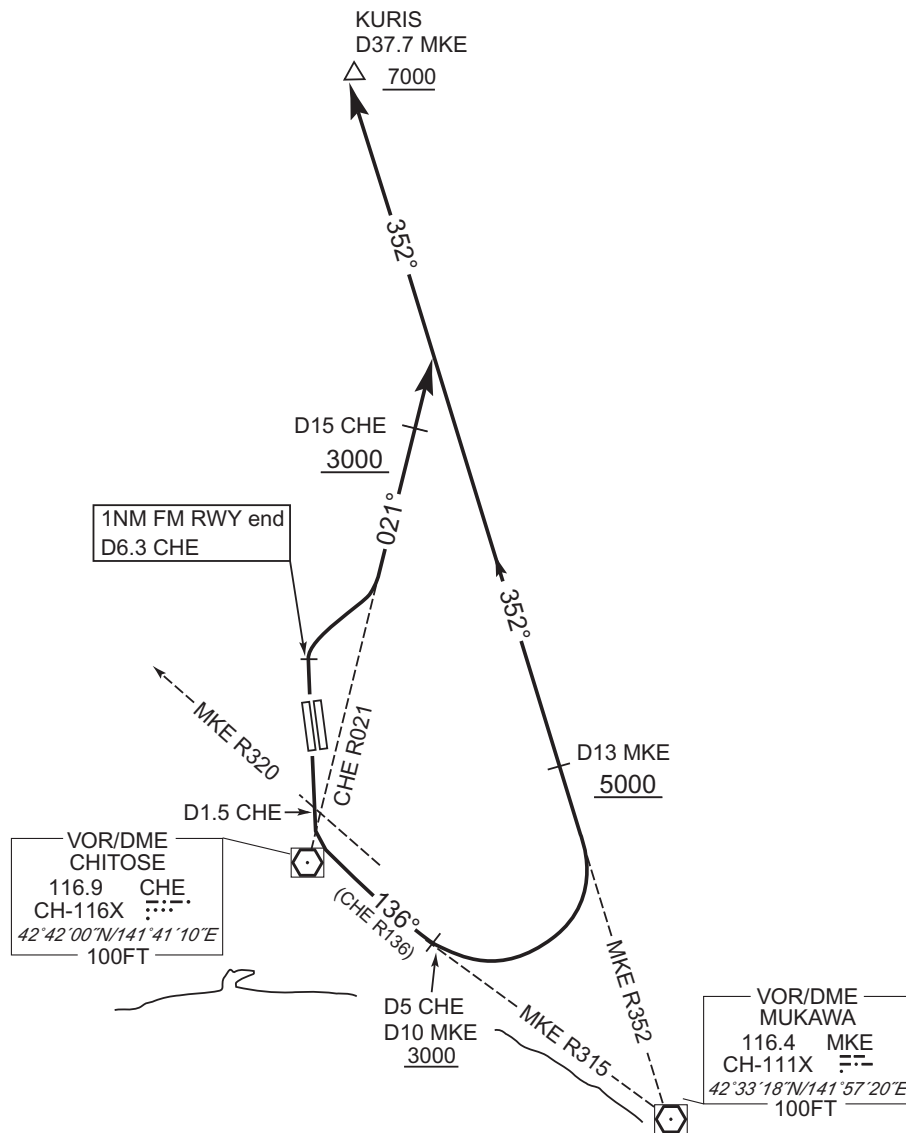 KURIS
D37.7 MKE
7000
352°
D15 CHE
3000
021°
1NM FM RWY end
D6.3 CHE
352°
MKE R320
CHE R021
D13 MKE
5000
D1.5 CHE
VOR/DME
CHITOSE
116.9 CHE
CH-116X
42°42′00″N/141°41′10″E
100FT
136°
(CHE R136)
D5 CHE
D10 MKE
3000
MKE R315
MKE R352
VOR/DME
MUKAWA
116.4 MKE
CH-111X
42°33′18″N/141°57′20″E
100FT